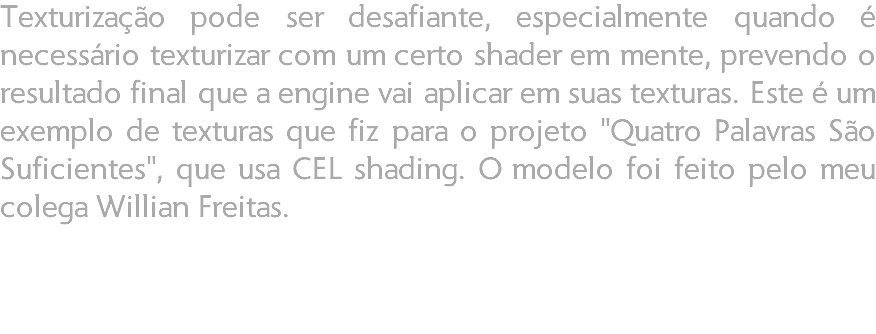 Texturização pode ser desafiante, especialmente quando é
necessário texturizar com um certo shader em mente, prevendo o
resultado final que a engine vai aplicar em suas texturas. Este é um
exemplo de texturas que fiz para o projeto "Quatro Palavras São
Suficientes", que usa CEL shading. O modelo foi feito pelo meu
colega Willian Freitas.